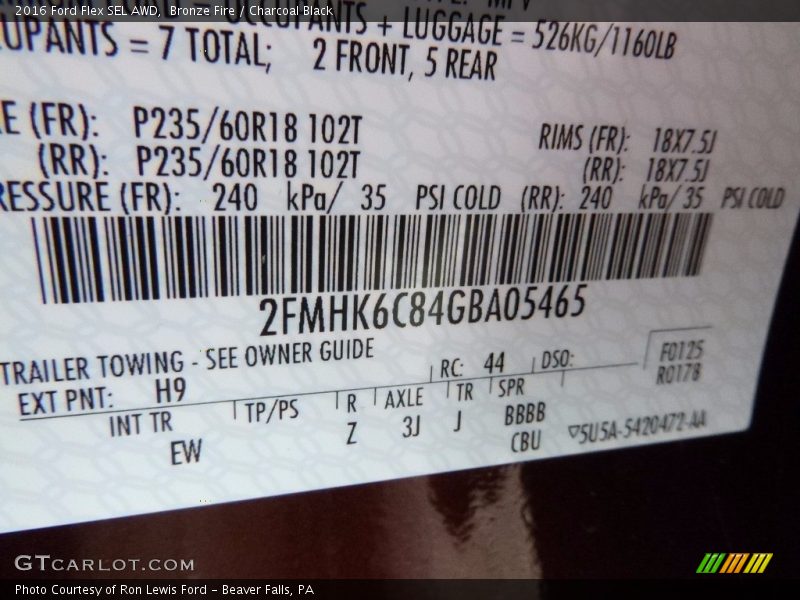 2016 Ford Flex SEL AWD, Bronze Fire / Charcoal Black
= OCCUPANTS + LUGGAGE = 526KG/1160LB
UPANTS = 7 TOTAL; 2 FRONT, 5 REAR
E (FR): P235/60R18 102T RIMS (FR): 18X7.5J
(RR): P235/60R18 102T (RR): 18X7.5J
RESSURE (FR): 240 kPa/ 35 PSI COLD (RR): 240 kPa/ 35 PSI COLD
2FMHK6C84GBA05465
TRAILER TOWING - SEE OWNER GUIDE
F0125
EXT PNT: H9 RC: 44 DSO: R0178
INT TR TP/PS R AXLE TR SPR
EW Z 3J J BBBB
CBU ▽5U5A-5420472-AA
GTCARLOT.COM
Photo Courtesy of Ron Lewis Ford - Beaver Falls, PA